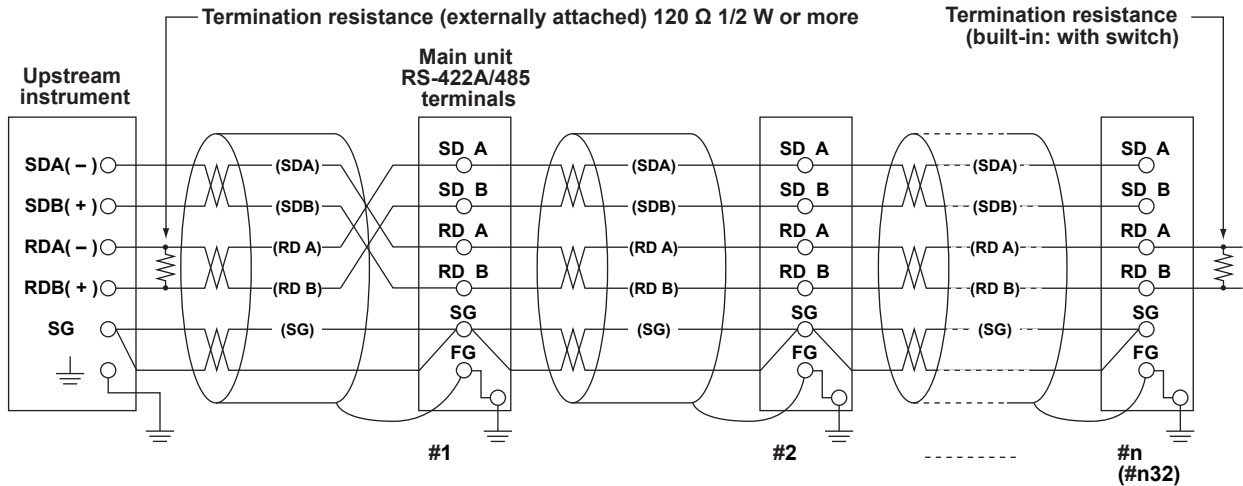 Termination resistance (externally attached) 120 Ω 1/2 W or more
Termination resistance
(built-in: with switch)
Upstream
instrument
Main unit
RS-422A/485
terminals
SDA( – )
SDB( + )
RDA( – )
RDB( + )
SG
(SDA)
(SDB)
(RD A)
(RD B)
(SG)
SD A
SD B
RD A
RD B
SG
FG
#1
(SDA)
(SDB)
(RD A)
(RD B)
(SG)
SD A
SD B
RD A
RD B
SG
FG
#2
(SDA)
(SDB)
(RD A)
(RD B)
(SG)
SD A
SD B
RD A
RD B
SG
FG
#n
(#n32)